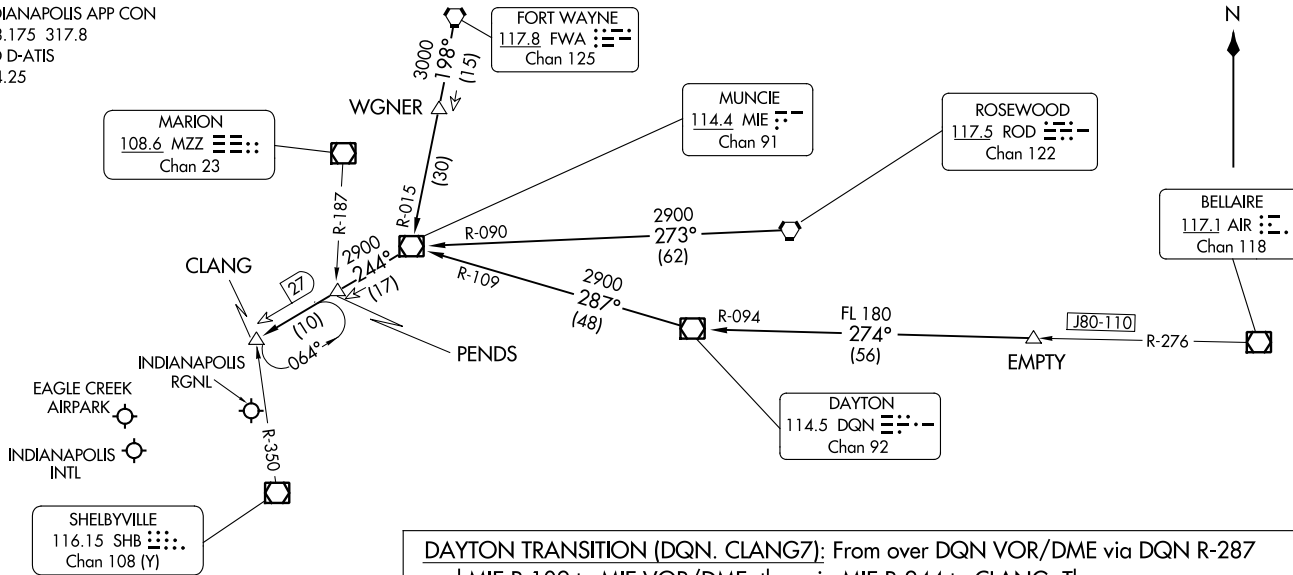 DIANAPOLIS APP CON
.175 317.8
D-ATIS
.25
FORT WAYNE
117.8 FWA
Chan 125
3000
198°
(15)
WGNER
(30)
R-015
MARION
108.6 MZZ
Chan 23
R-187
MUNCIE
114.4 MIE
Chan 91
ROSEWOOD
117.5 ROD
Chan 122
N
BELLAIRE
117.1 AIR
Chan 118
R-090
2900
273°
(62)
R-109
2900
287°
(48)
2900
244°
(17)
CLANG
27
(10)
064°
PENDS
R-094
FL 180
274°
(56)
EMPTY
J80-110
R-276
INDIANAPOLIS
RGNL
EAGLE CREEK
AIRPARK
INDIANAPOLIS
INTL
R-350
DAYTON
114.5 DQN
Chan 92
SHELBYVILLE
116.15 SHB
Chan 108 (Y)
DAYTON TRANSITION (DQN. CLANG7): From over DQN VOR/DME via DQN R-287